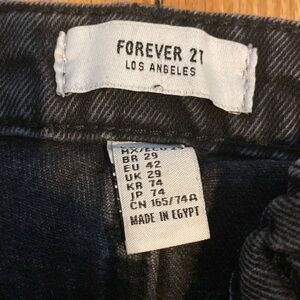 FOREVER 21
LOS ANGELES
BR 29
EU 42
UK 29
KR 74
JP 74
CN 165/74A
MADE IN EGYPT